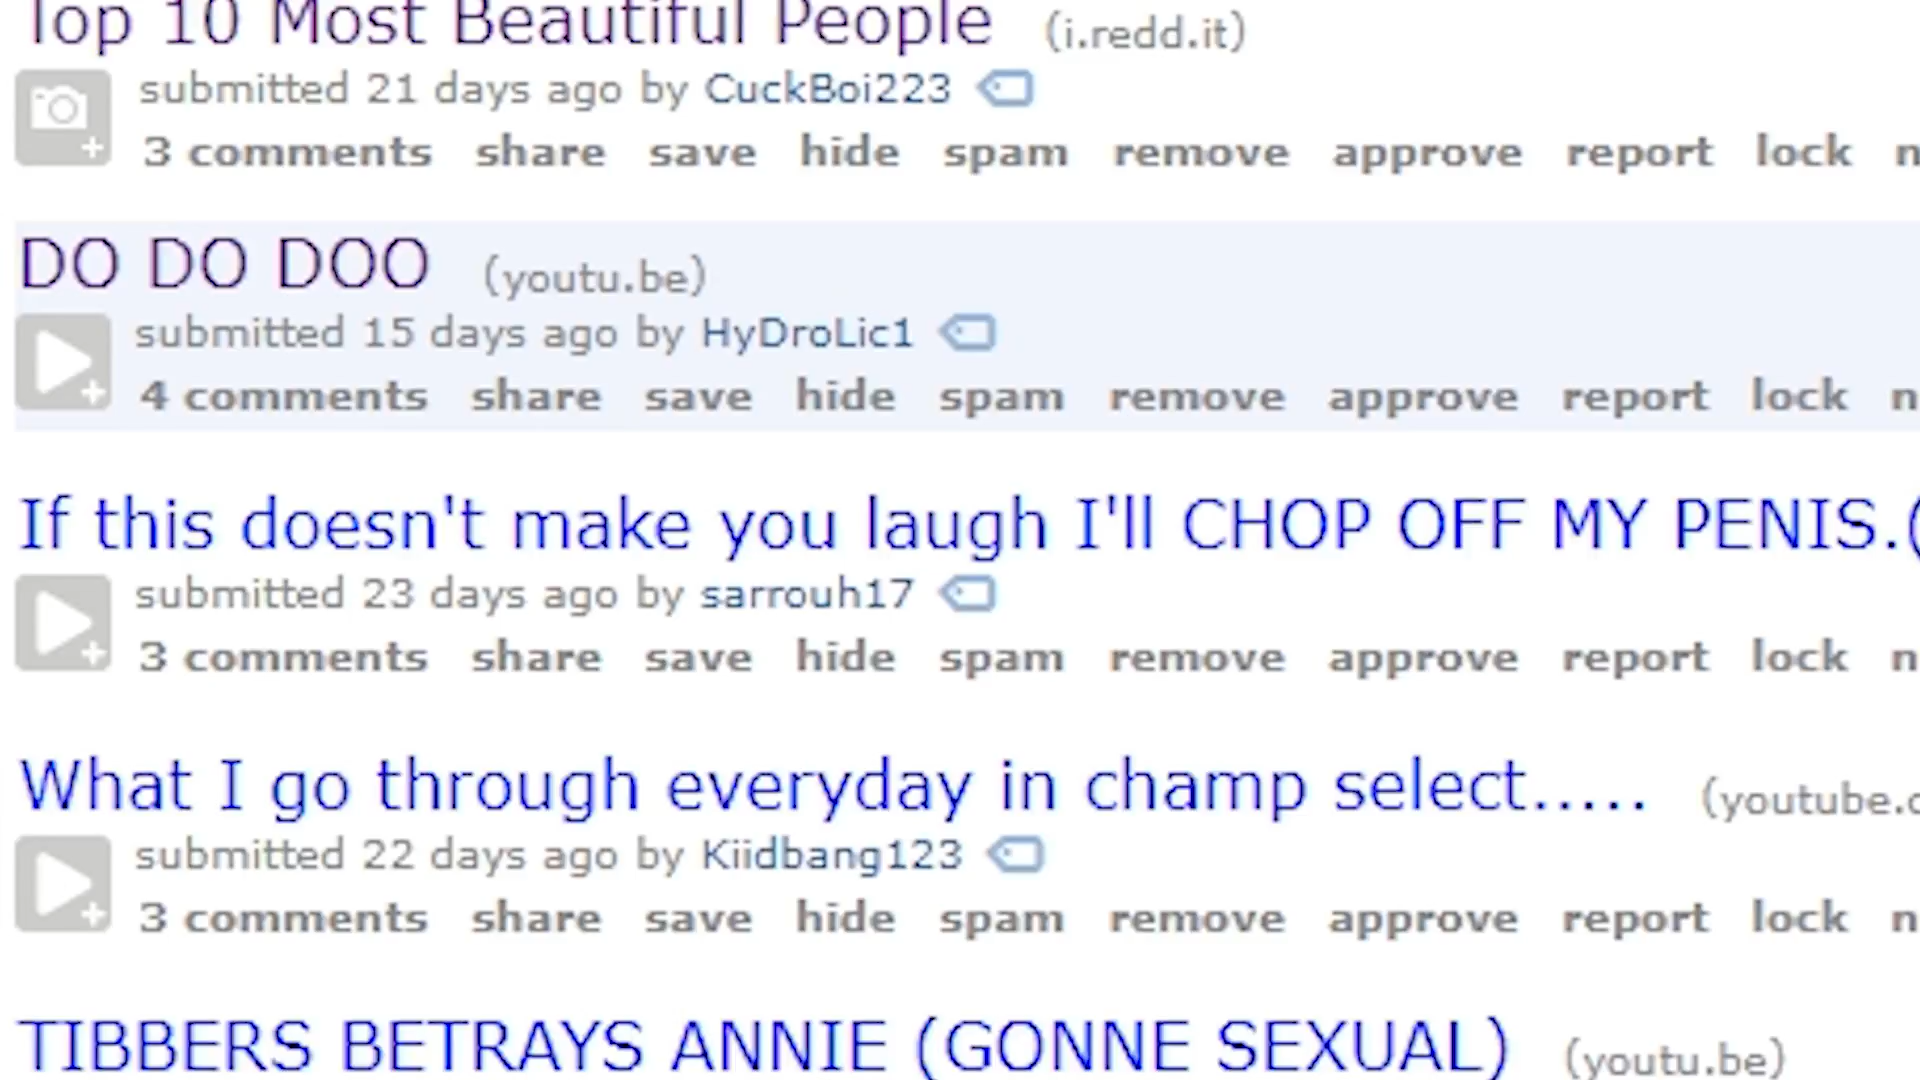 Top 10 Most Beautiful People (i.redd.it)
submitted 21 days ago by CuckBoi223
3 comments share save hide spam remove approve report lock n
DO DO DOO (youtu.be)
submitted 15 days ago by HyDroLic1
4 comments share save hide spam remove approve report lock n
If this doesn't make you laugh I'll CHOP OFF MY PENIS.(
submitted 23 days ago by sarrouh17
3 comments share save hide spam remove approve report lock n
What I go through everyday in champ select..... (youtube.c
submitted 22 days ago by Kiidbang123
3 comments share save hide spam remove approve report lock n
TIBBERS BETRAYS ANNIE (GONNE SEXUAL) (youtu.be)